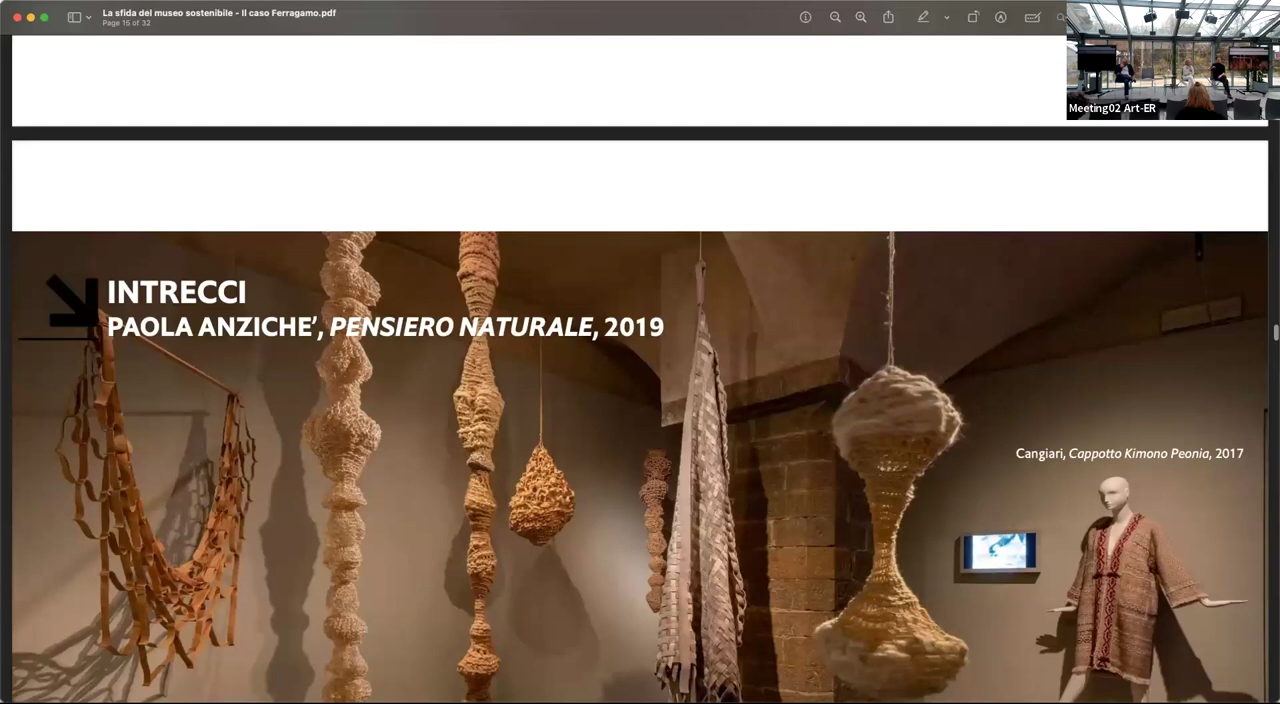 La sfida del museo sostenibile - Il caso Ferragamo.pdf
Page 15 of 32
Meeting02 Art-ER
INTRECCI
PAOLA ANZICHE', PENSIERO NATURALE, 2019
Cangiari, Cappotto Kimono Peonia, 2017